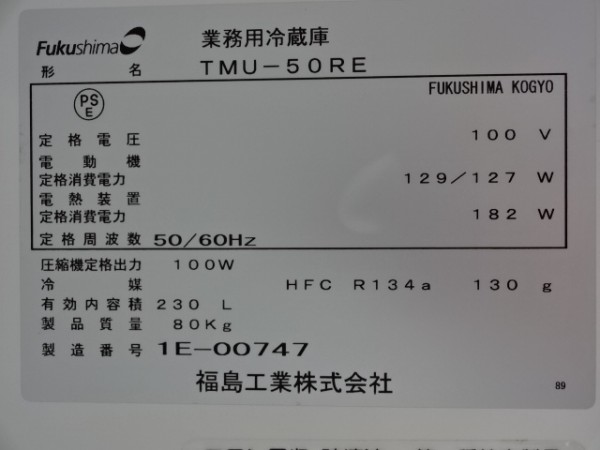 Fukushima
業務用冷蔵庫
形名 TMU-50RE
FUKUSHIMA KOGYO
PS
E
定格電圧 100 V
電動機
定格消費電力 129/127 W
電熱装置
定格消費電力 182 W
定格周波数 50/60Hz
圧縮機定格出力 100W
冷媒 HFC R134a 130 g
有効内容積 230 L
製品質量 80Kg
製造番号 1E-00747
福島工業株式会社
89